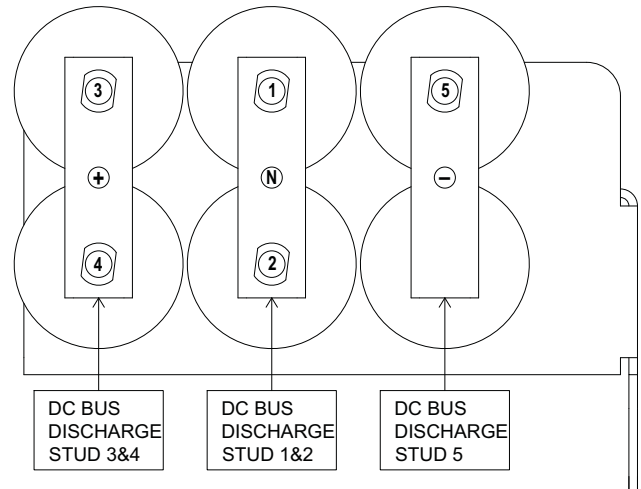 3
1
5
+
N
−
4
2
DC BUS
DISCHARGE
STUD 3&4
DC BUS
DISCHARGE
STUD 1&2
DC BUS
DISCHARGE
STUD 5